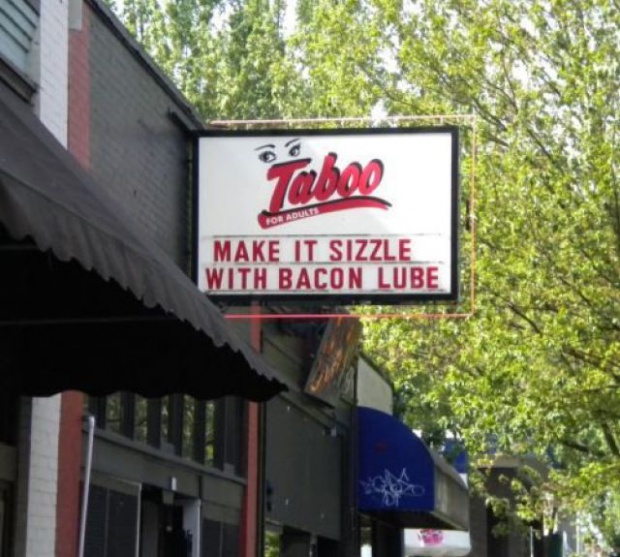 Taboo
FOR ADULTS
MAKE IT SIZZLE
WITH BACON LUBE